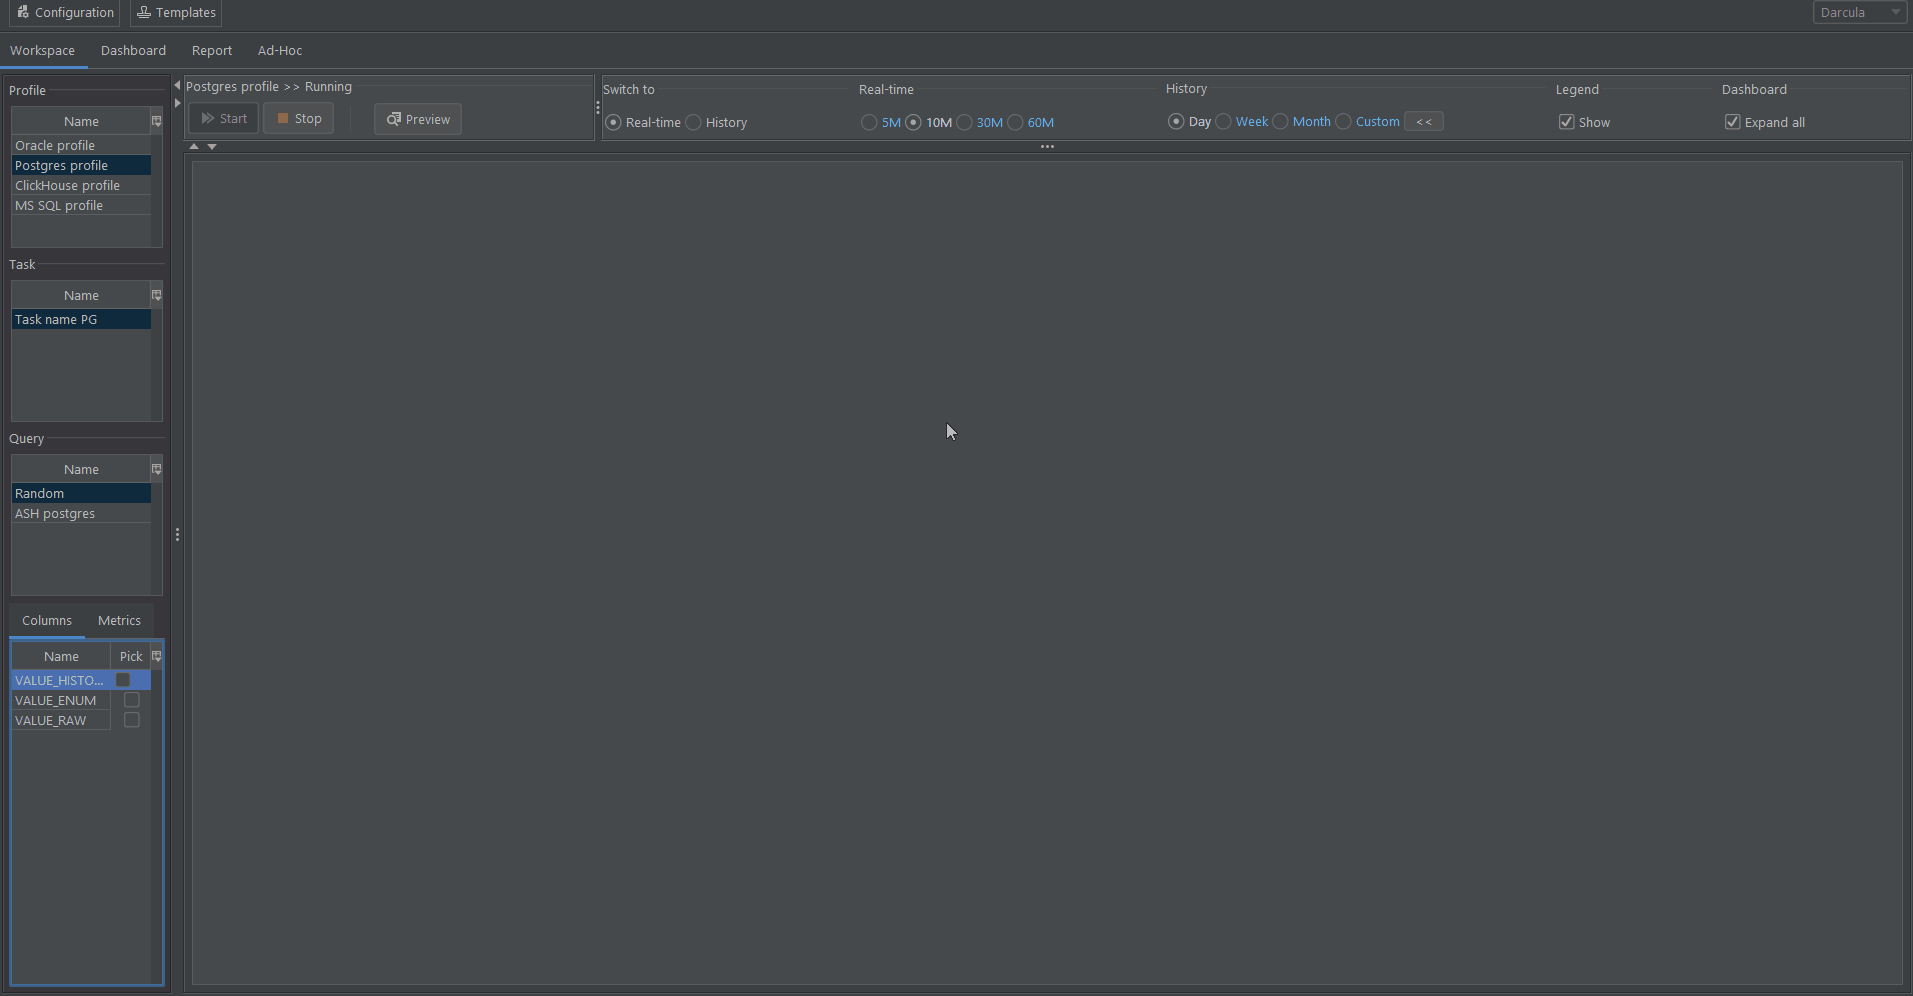 Configuration
Templates
Darcula
Workspace
Dashboard
Report
Ad-Hoc
Profile
Name
Oracle profile
Postgres profile
ClickHouse profile
MS SQL profile
Task
Name
Task name PG
Query
Name
Random
ASH postgres
Columns
Metrics
Name
Pick
VALUE_HISTO...
VALUE_ENUM
VALUE_RAW
Postgres profile >> Running
Start
Stop
Preview
Switch to
Real-time
History
Real-time
5M
10M
30M
60M
History
Day
Week
Month
Custom
<<
Legend
Show
Dashboard
Expand all